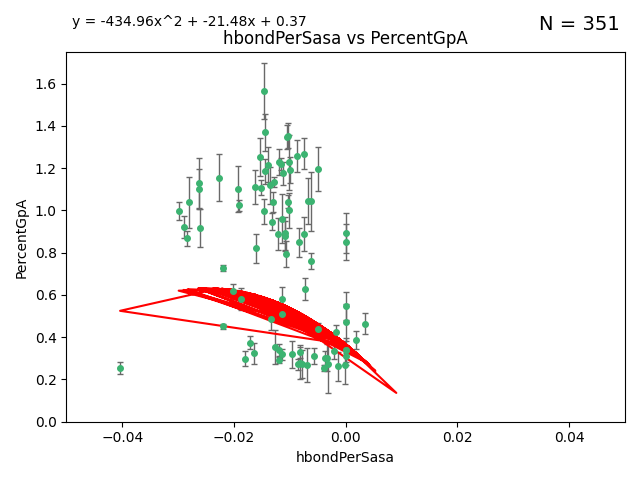 y = -434.96x^2 + -21.48x + 0.37
N = 351
hbondPerSasa vs PercentGpA
PercentGpA
1.6
1.4
1.2
1.0
0.8
0.6
0.4
0.2
0.0
−0.04 −0.02 0.00 0.02 0.04
hbondPerSasa